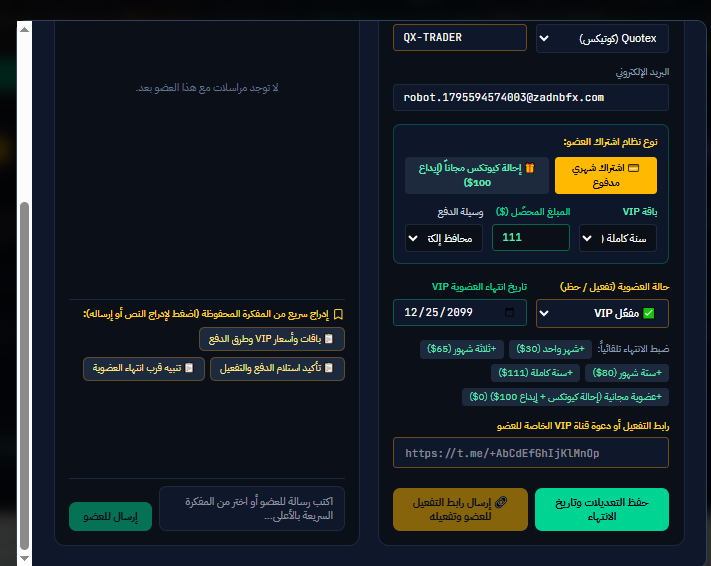 Quotex (كوتيكس)
QX-TRADER
البريد الإلكتروني
robot.1795594574003@zadnbfx.com
نوع نظام اشتراك العضو:
💳 اشتراك شهري
مدفوع
🎁 إحالة كيوتكس مجاناً (إيداع
100$)
باقة VIP
المبلغ المحصّل ($)
وسيلة الدفع
سنة كاملة (
111
محافظ إلكت
حالة العضوية (تفعيل / حظر)
تاريخ انتهاء العضوية VIP
✅ مفعّل VIP
12/25/2099
ضبط الانتهاء تلقائياً:
+شهر واحد (30$)
+ثلاثة شهور (65$)
+ستة شهور (80$)
+سنة كاملة (111$)
+عضوية مجانية (إحالة كيوتكس + إيداع 100$) (0$)
رابط التفعيل أو دعوة قناة VIP الخاصة للعضو
https://t.me/+AbCdEfGhIjKlMnOp
حفظ التعديلات وتاريخ
الانتهاء
🔗 إرسال رابط التفعيل
للعضو وتفعيله
لا توجد مراسلات مع هذا العضو بعد.
إدراج سريع من المفكرة المحفوظة (اضغط لإدراج النص أو إرساله):
📋 باقات وأسعار VIP وطرق الدفع
📋 تأكيد استلام الدفع والتفعيل
📋 تنبيه قرب انتهاء العضوية
اكتب رسالة للعضو أو اختر من المفكرة
السريعة بالأعلى...
إرسال للعضو